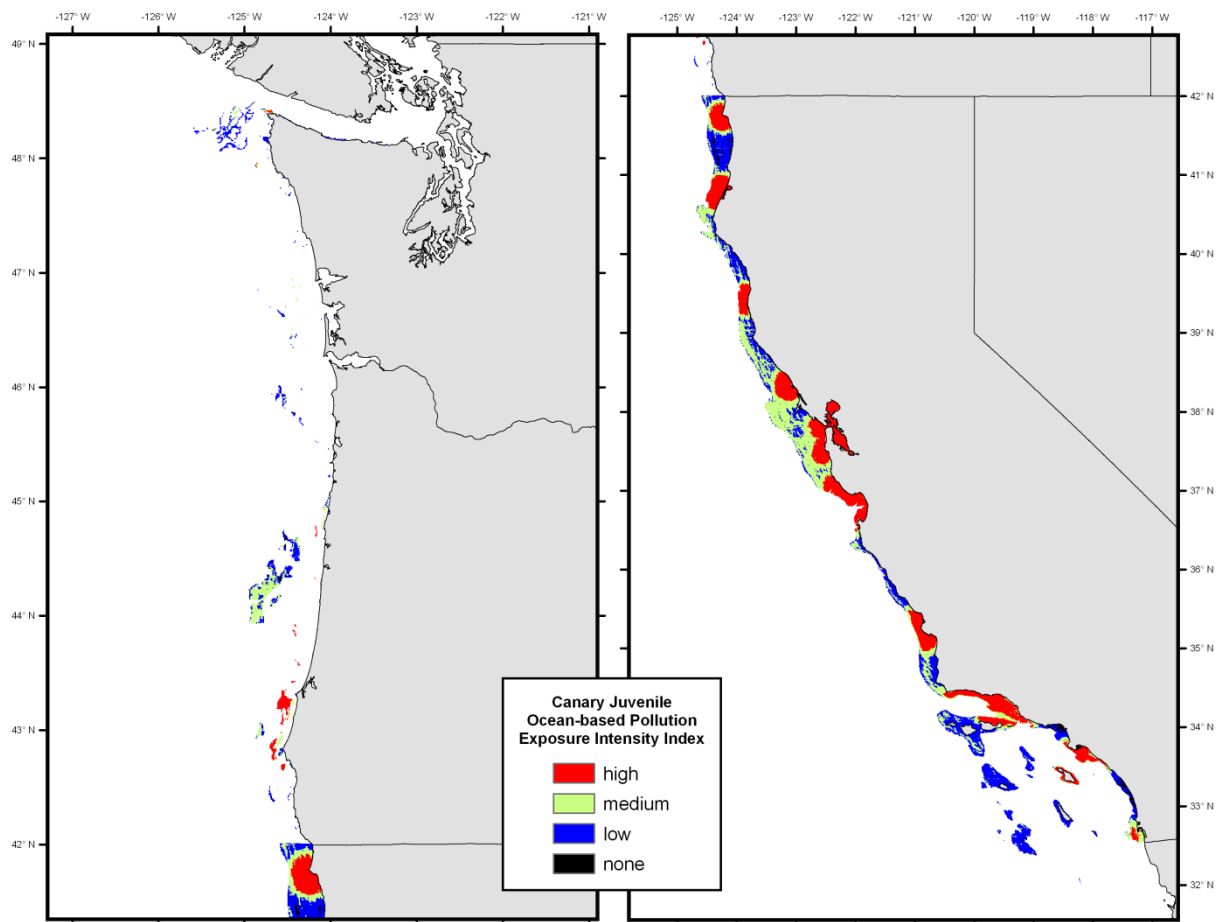 -127° W -126° W -125° W -124° W -123° W -122° W -121° W
-125° W -124° W -123° W -122° W -121° W -120° W -119° W -118° W -117° W
49° N
48° N
47° N
46° N
45° N
44° N
43° N
42° N
42° N
41° N
40° N
39° N
38° N
37° N
36° N
35° N
34° N
33° N
32° N
Canary Juvenile
Ocean-based Pollution
Exposure Intensity Index
high
medium
low
none